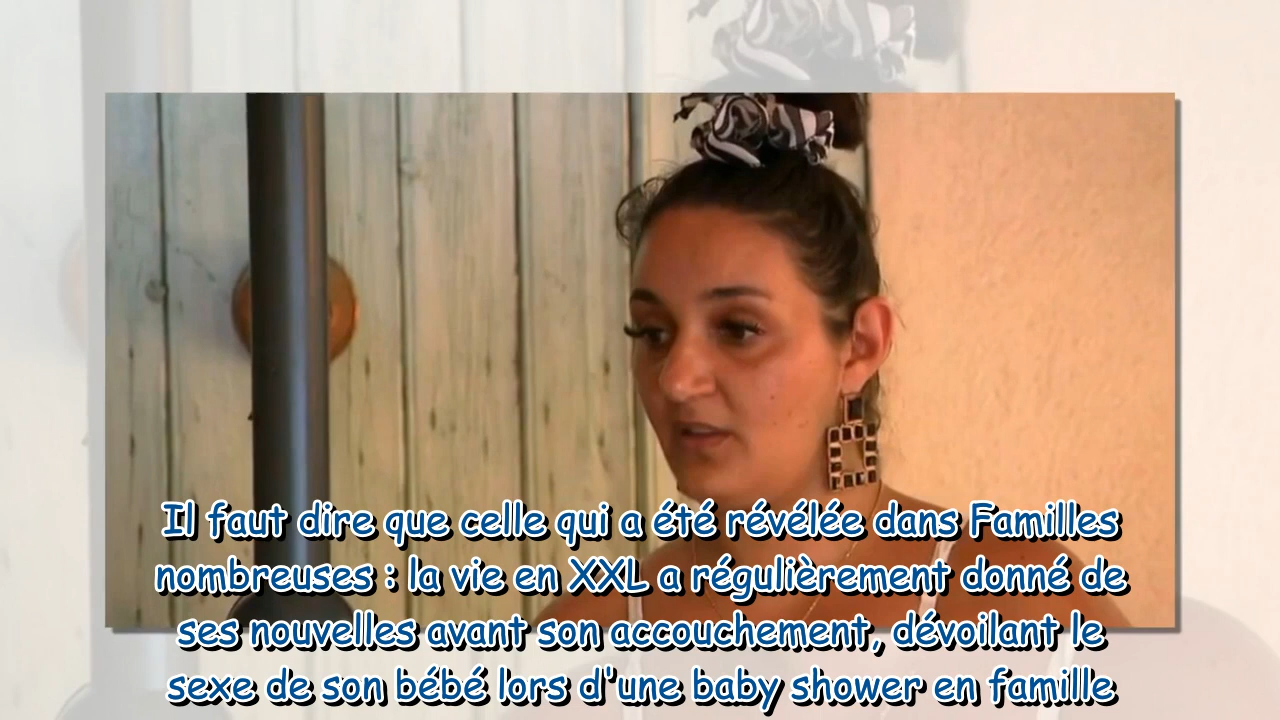 Il faut dire que celle qui a été révélée dans Familles
nombreuses : la vie en XXL a régulièrement donné de
ses nouvelles avant son accouchement, dévoilant le
sexe de son bébé lors d'une baby shower en famille